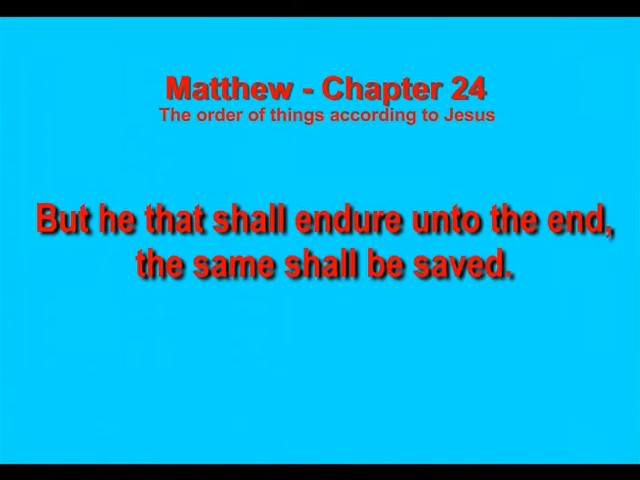 Matthew - Chapter 24
The order of things according to Jesus
But he that shall endure unto the end,
the same shall be saved.